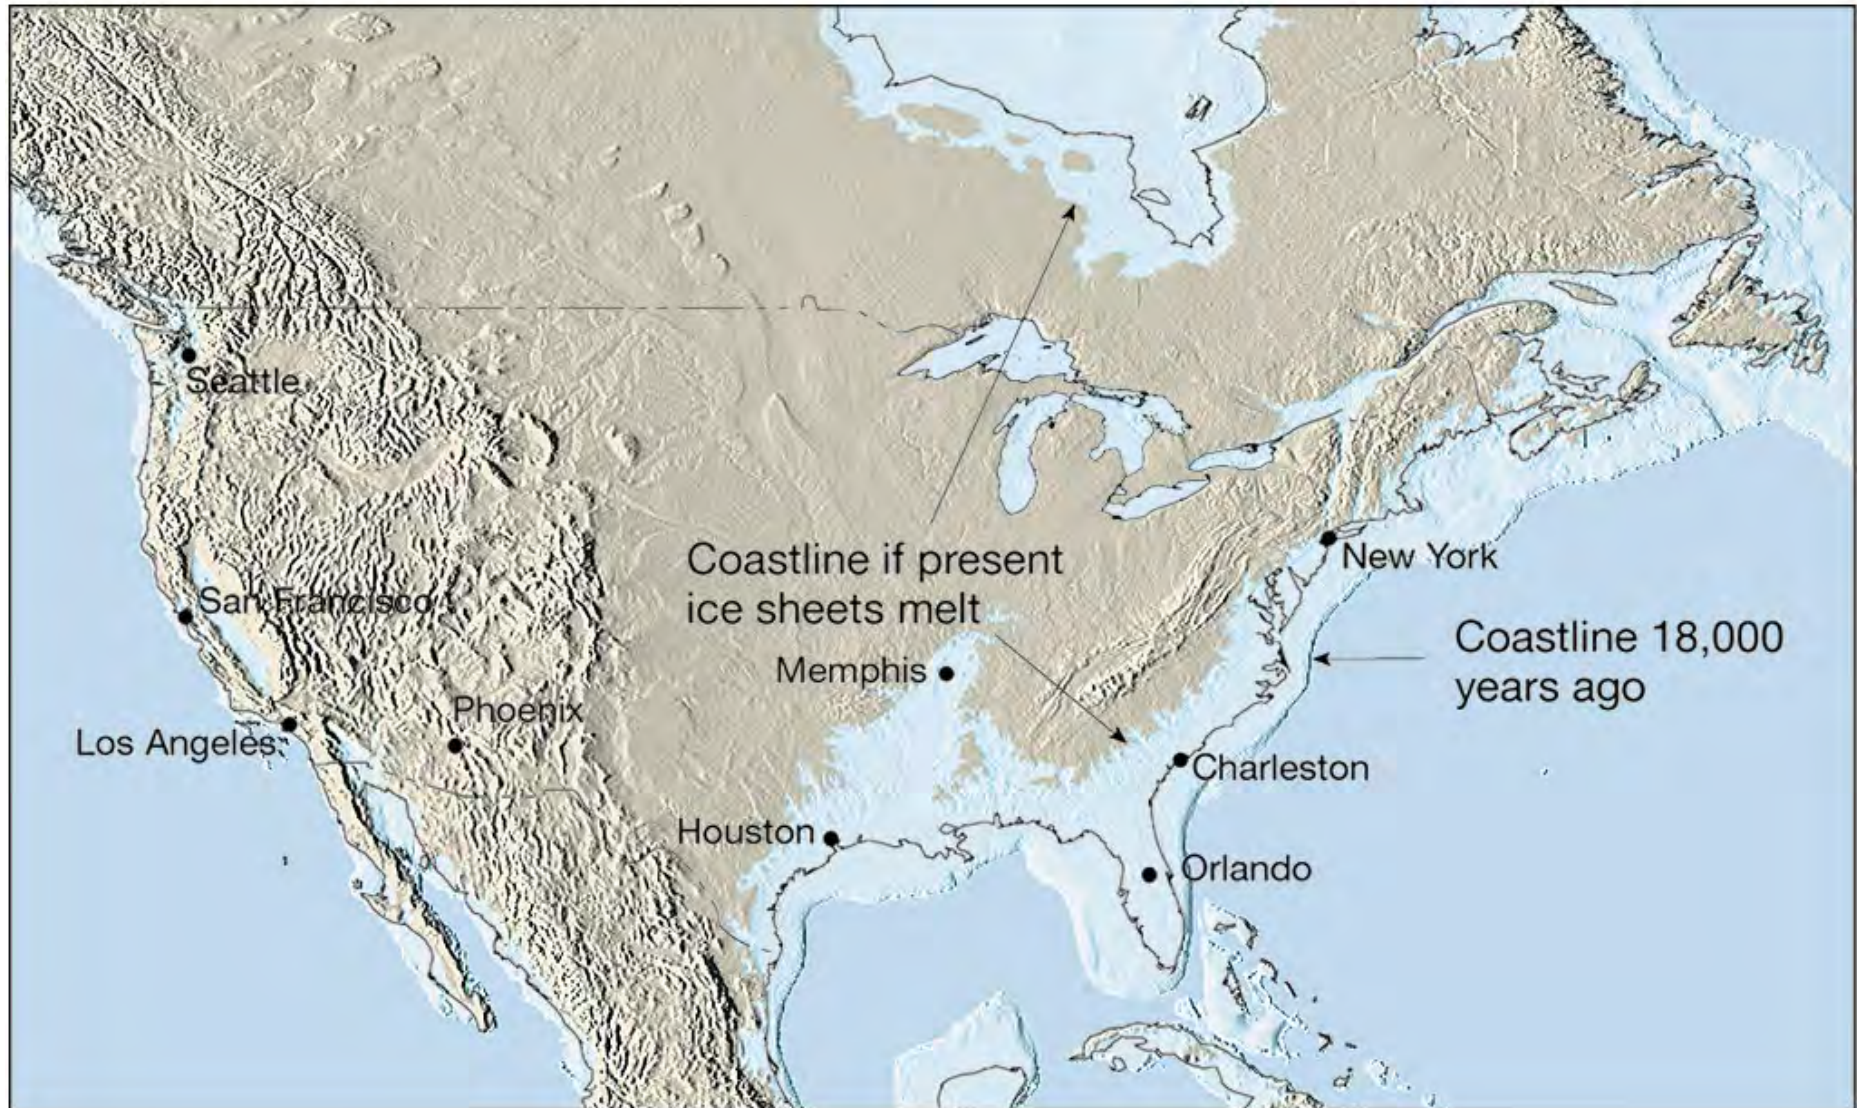 Seattle
Coastline if present
ice sheets melt
New York
San Francisco
Coastline 18,000
years ago
Memphis
Phoenix
Los Angeles
Charleston
Houston
Orlando